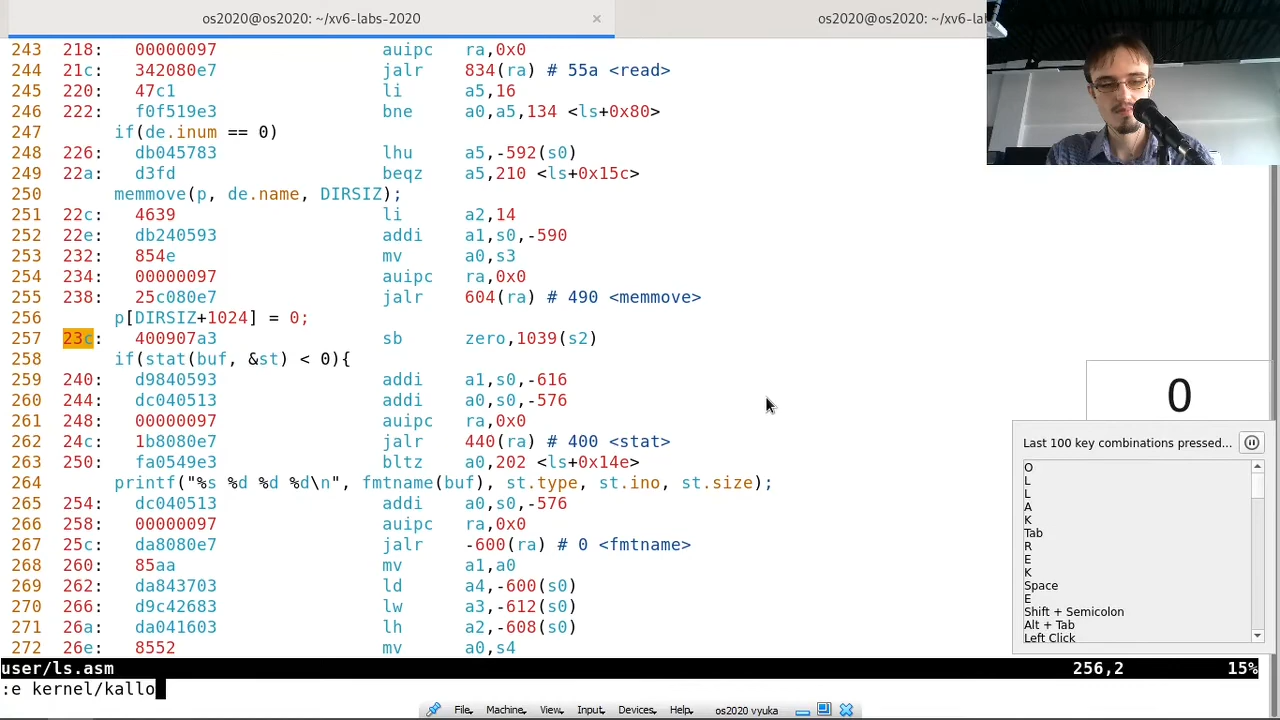 os2020@os2020: ~/xv6-labs-2020 × os2020@os2020: ~/xv6-lab
243 218: 00000097 auipc ra,0x0
244 21c: 342080e7 jalr 834(ra) # 55a <read>
245 220: 47c1 li a5,16
246 222: f0f519e3 bne a0,a5,134 <ls+0x80>
247 if(de.inum == 0)
248 226: db045783 lhu a5,-592(s0)
249 22a: d3fd beqz a5,210 <ls+0x15c>
250 memmove(p, de.name, DIRSIZ);
251 22c: 4639 li a2,14
252 22e: db240593 addi a1,s0,-590
253 232: 854e mv a0,s3
254 234: 00000097 auipc ra,0x0
255 238: 25c080e7 jalr 604(ra) # 490 <memmove>
256 p[DIRSIZ+1024] = 0;
257 23c: 400907a3 sb zero,1039(s2)
258 if(stat(buf, &st) < 0){
259 240: d9840593 addi a1,s0,-616
260 244: dc040513 addi a0,s0,-576
261 248: 00000097 auipc ra,0x0
262 24c: 1b8080e7 jalr 440(ra) # 400 <stat>
263 250: fa0549e3 bltz a0,202 <ls+0x14e>
264 printf("%s %d %d %d\n", fmtname(buf), st.type, st.ino, st.size);
265 254: dc040513 addi a0,s0,-576
266 258: 00000097 auipc ra,0x0
267 25c: da8080e7 jalr -600(ra) # 0 <fmtname>
268 260: 85aa mv a1,a0
269 262: da843703 ld a4,-600(s0)
270 266: d9c42683 lw a3,-612(s0)
271 26a: da041603 lh a2,-608(s0)
272 26e: 8552 mv a0,s4
user/ls.asm 256,2 15%
:e kernel/kallo
0
Last 100 key combinations pressed...
O
L
L
A
K
Tab
R
E
K
Space
E
Shift + Semicolon
Alt + Tab
Left Click
File Machine View Input Devices Help os2020 vyuka